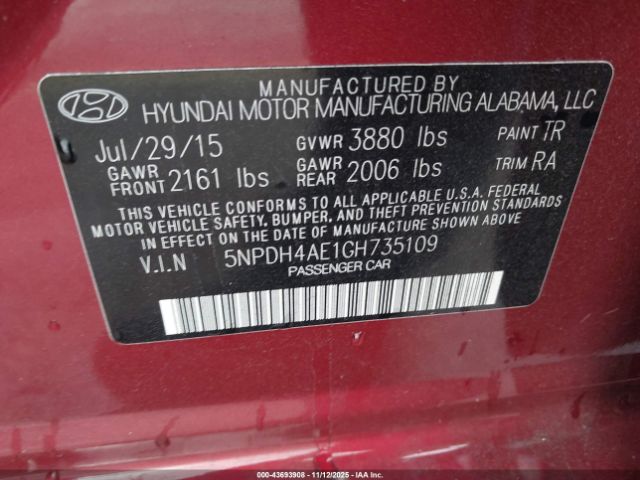 MANUFACTURED BY
HYUNDAI MOTOR MANUFACTURING ALABAMA, LLC
Jul/29/15 GVWR 3880 lbs PAINT TR
GAWR FRONT 2161 lbs GAWR REAR 2006 lbs TRIM RA
THIS VEHICLE CONFORMS TO ALL APPLICABLE U.S.A. FEDERAL
MOTOR VEHICLE SAFETY, BUMPER, AND THEFT PREVENTION
STANDARDS IN EFFECT ON THE DATE OF MANUFACTURE SHOWN ABOVE
V.I.N 5NPDH4AE1GH735109
PASSENGER CAR
00-43693908 - 11/12/2025 - COPYRIGHT IAA, LLC